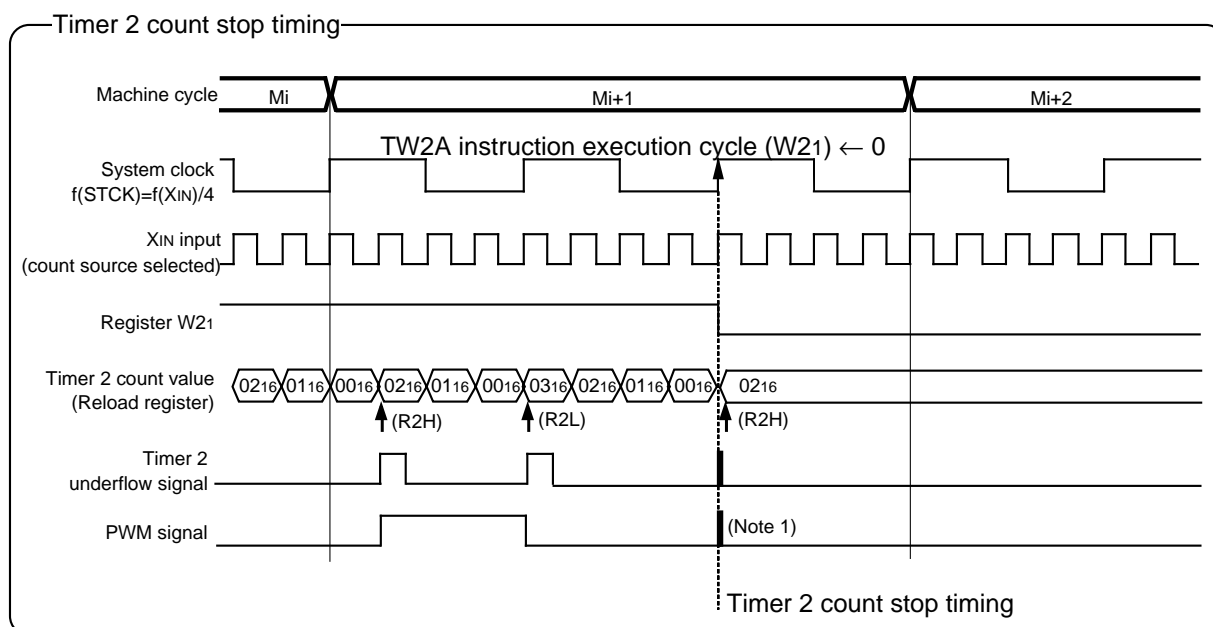 Timer 2 count stop timing
Machine cycle Mi Mi+1 Mi+2
TW2A instruction execution cycle (W21) ← 0
System clock
f(STCK)=f(XIN)/4
XIN input
(count source selected)
Register W21
Timer 2 count value
(Reload register)
0216 0116 0016 0216 0116 0016 0316 0216 0116 0016 0216
(R2H) (R2L) (R2H)
Timer 2
underflow signal
PWM signal (Note 1)
Timer 2 count stop timing